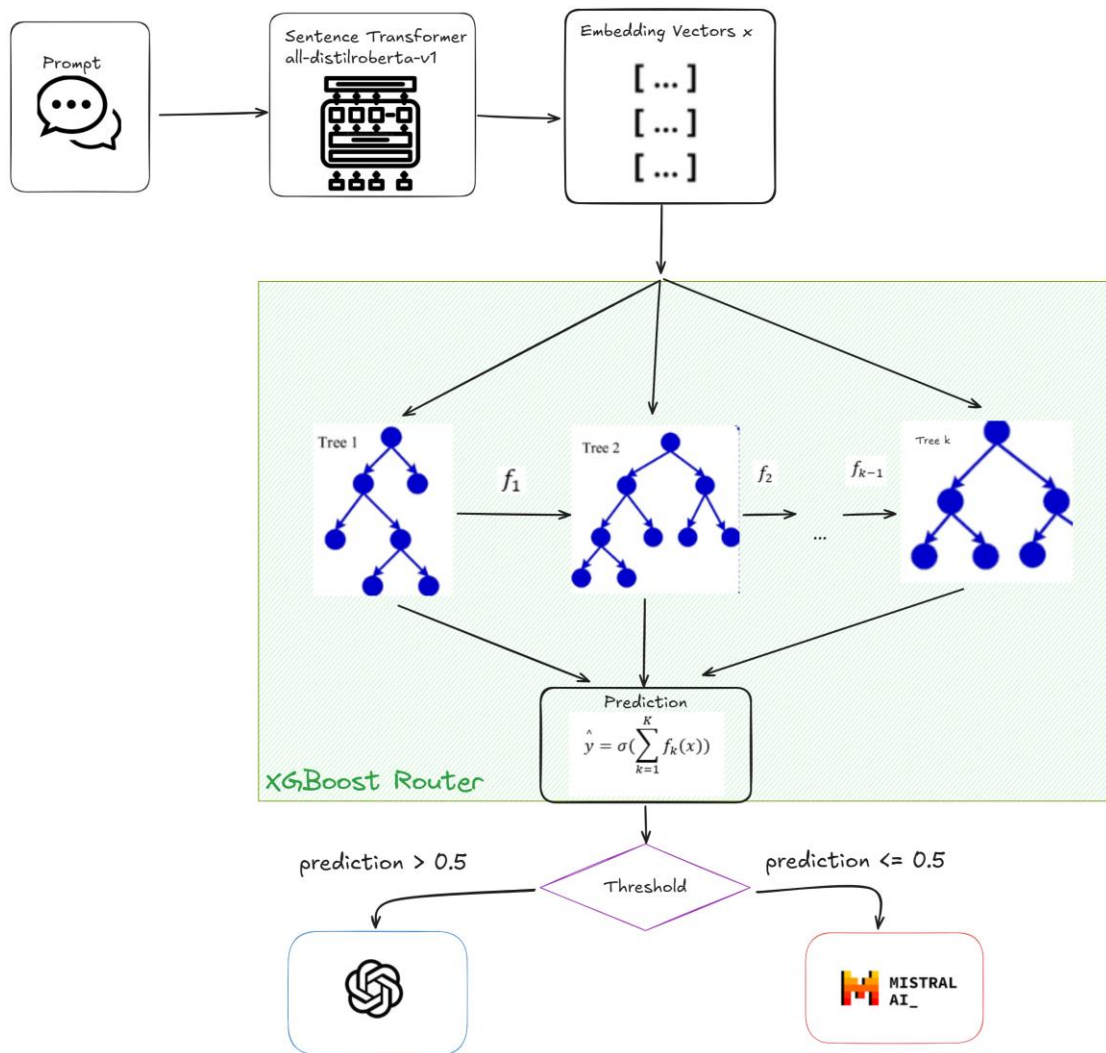 Prompt
Sentence Transformer
all-distilroberta-v1
Embedding Vectors x
[ ... ]
[ ... ]
[ ... ]
Tree 1
f₁
Tree 2
f₂
...
fₖ₋₁
Tree k
Prediction
ŷ = σ(∑_{k=1}^{K} fₖ(x))
XGBoost Router
prediction > 0.5
Threshold
prediction <= 0.5
MISTRAL
AI_